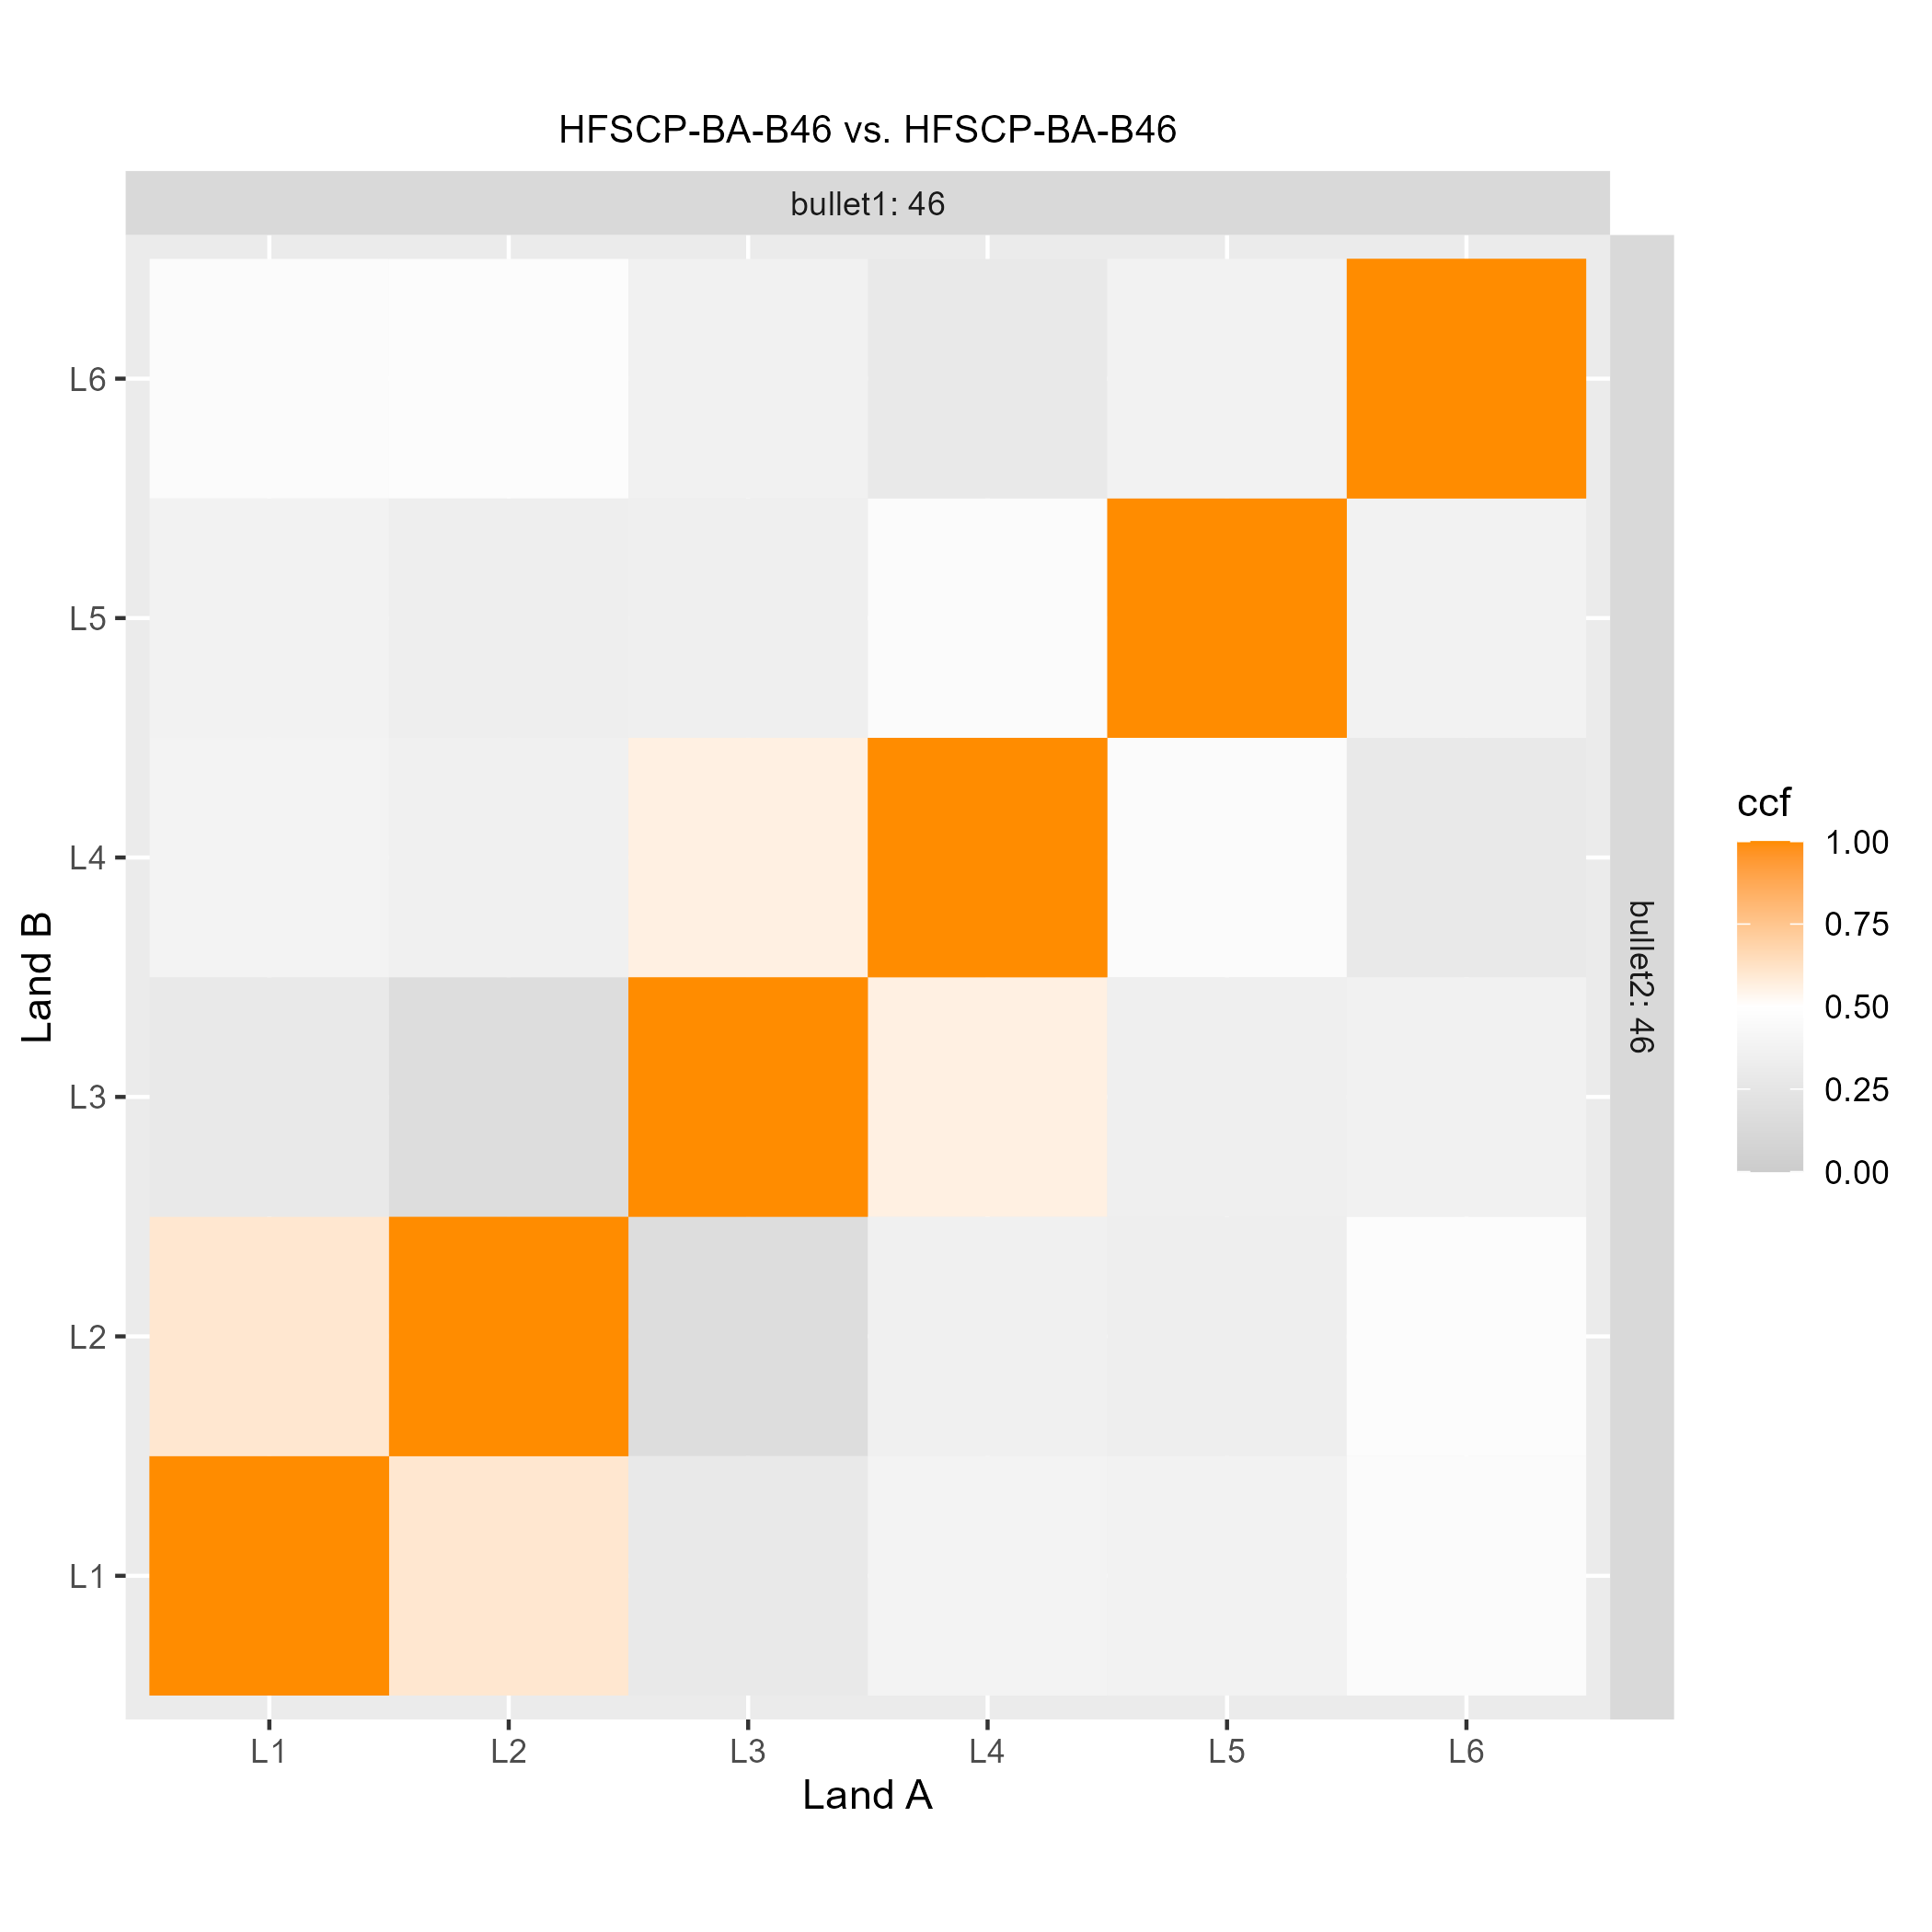 HFSCP-BA-B46 vs. HFSCP-BA-B46
bullet1: 46
L6
L5
L4
L3
L2
L1
Land B
bullet2: 46
ccf
1.00
0.75
0.50
0.25
0.00
L1 L2 L3 L4 L5 L6
Land A